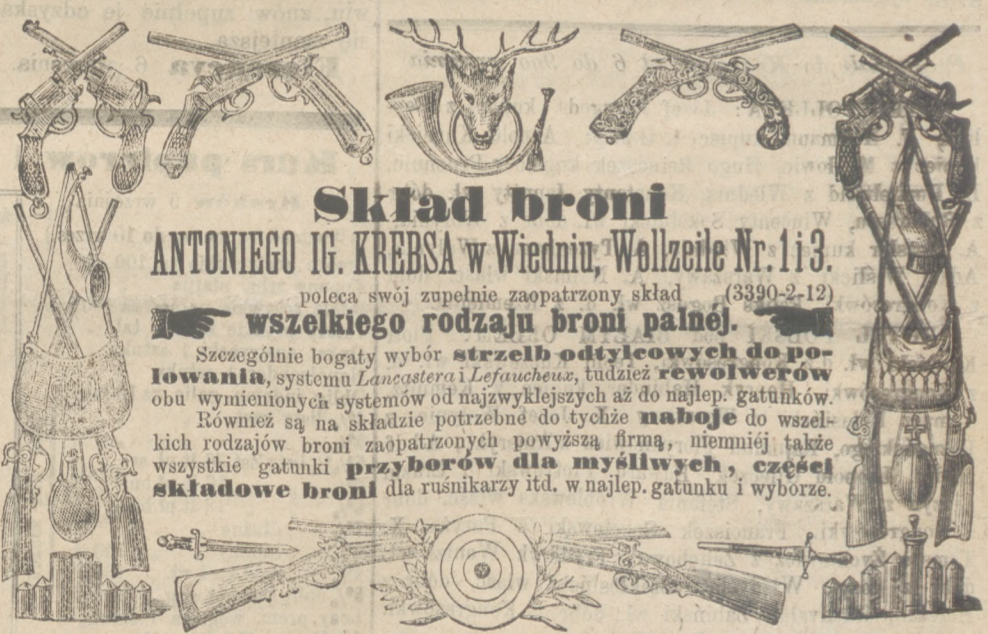 Skład broni
ANTONIEGO IG. KREBSA w Wiedniu, Wollzeile Nr. 1 i 3.
poleca swój zupełnie zaopatrzony skład (3390-2-12)
wszelkiego rodzaju broni palnéj.
Szczególnie bogaty wybór strzelb odtylcowych do po-
lowania, systemu Lancastera i Lefaucheux, tudzież rewolwerów
obu wymienionych systemów od najzwyklejszych aż do najlep. gatunków.
Również są na składzie potrzebne do tychże naboje do wszel-
kich rodzajów broni zaopatrzonych powyższą firmą, niemniéj także
wszystkie gatunki przyborów dla myśliwych, części
składowe broni dla ruśnikarzy itd. w najlep. gatunku i wyborze.